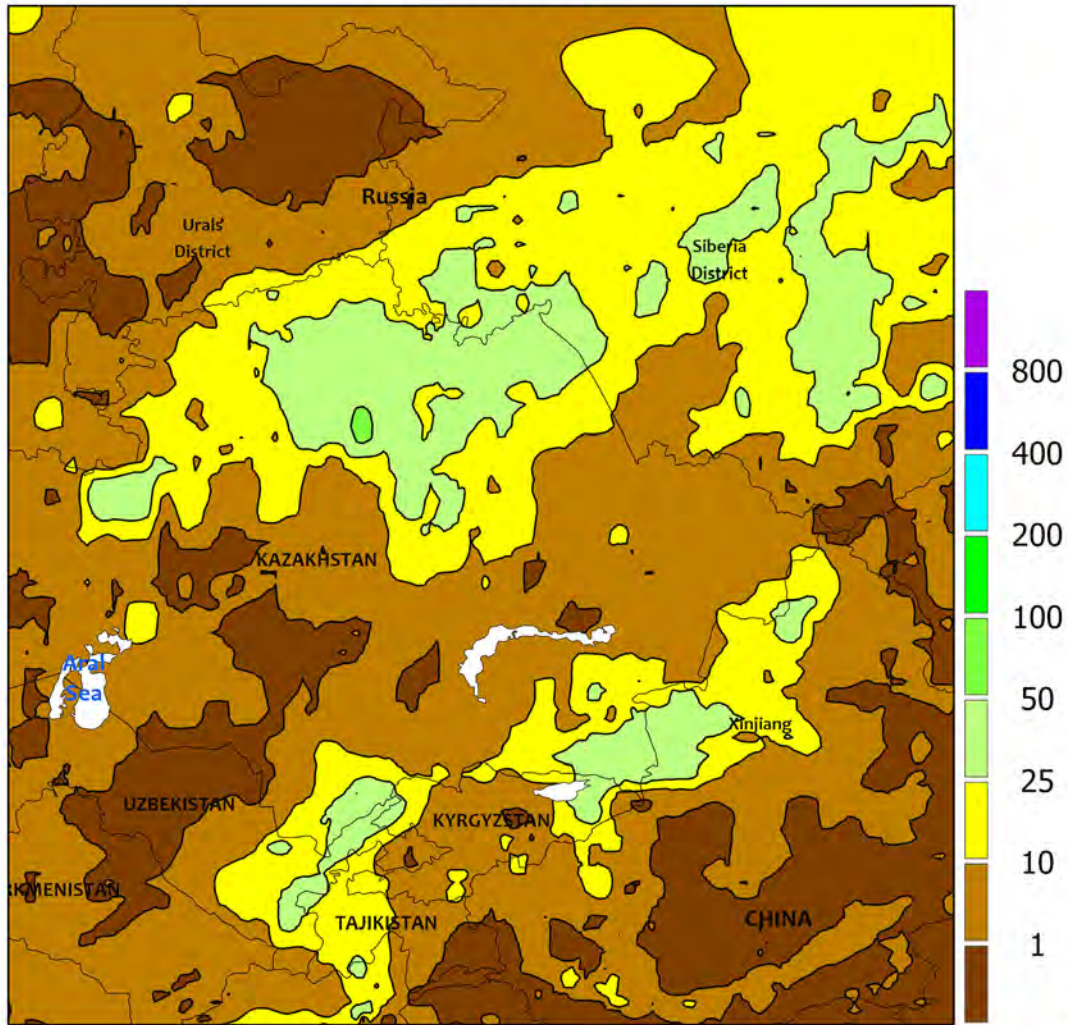 Russia
Urals
District
Siberia
District
800
400
KAZAKHSTAN
200
100
Aral
Sea
50
Xinjiang
25
UZBEKISTAN
KYRGYZSTAN
10
RKMENISTAN
TAJIKISTAN
CHINA
1